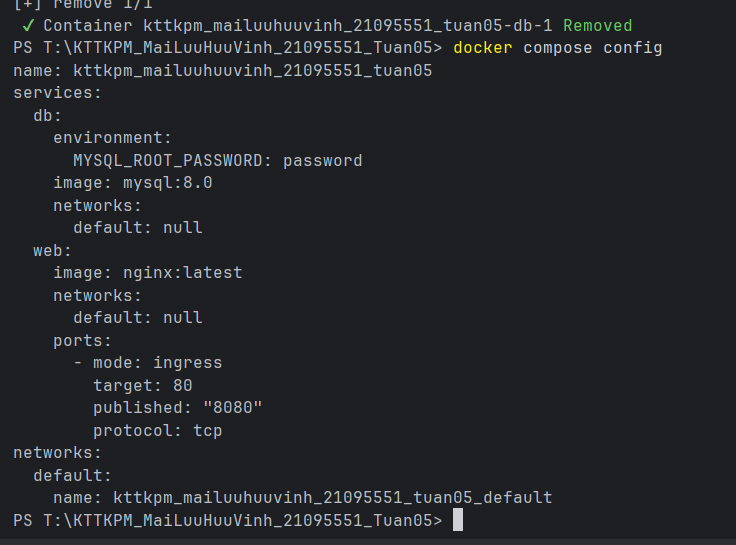 [+] remove 1/1
✓ Container kttkpm_mailuuhuuvinh_21095551_tuan05-db-1 Removed
PS T:\KTTKPM_MaiLuuHuuVinh_21095551_Tuan05> docker compose config
name: kttkpm_mailuuhuuvinh_21095551_tuan05
services:
  db:
    environment:
      MYSQL_ROOT_PASSWORD: password
    image: mysql:8.0
    networks:
      default: null
  web:
    image: nginx:latest
    networks:
      default: null
    ports:
      - mode: ingress
        target: 80
        published: "8080"
        protocol: tcp
networks:
  default:
    name: kttkpm_mailuuhuuvinh_21095551_tuan05_default
PS T:\KTTKPM_MaiLuuHuuVinh_21095551_Tuan05>